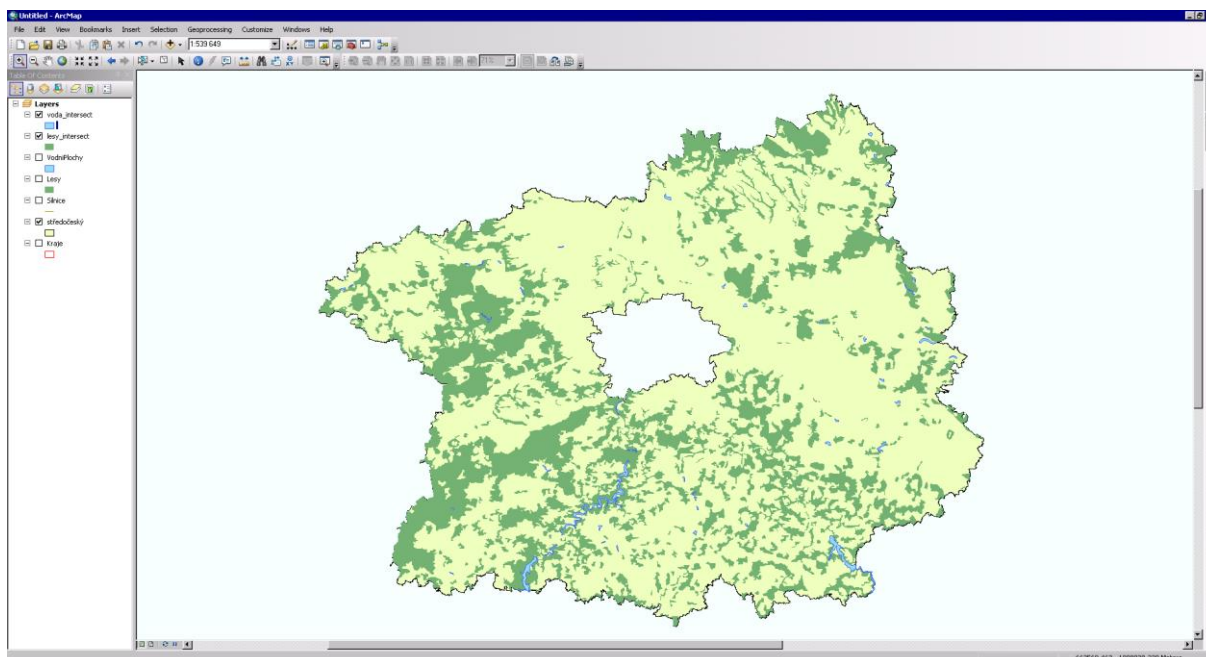 Untitled - ArcMap
File Edit View Bookmarks Insert Selection Geoprocessing Customize Windows Help
1:539 649
71%
Table Of Contents
Layers
voda_intersect
lesy_intersect
VodniPlochy
Lesy
Silnice
středočeský
Kraje